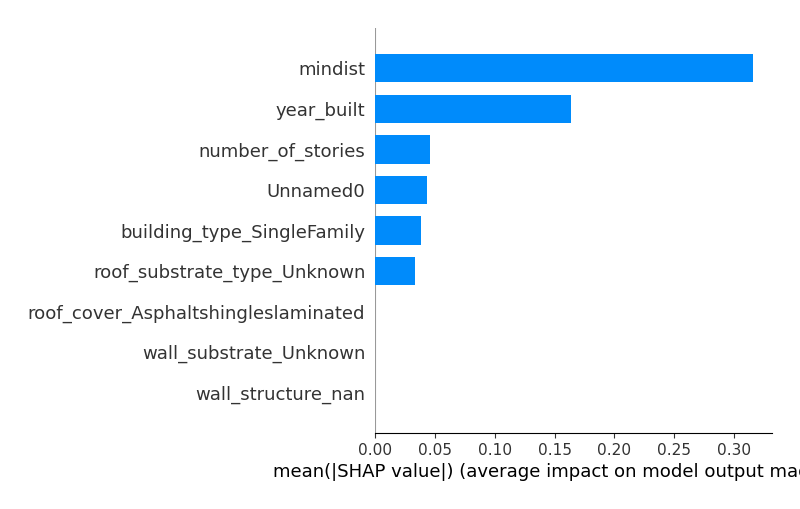 mindist
year_built
number_of_stories
Unnamed0
building_type_SingleFamily
roof_substrate_type_Unknown
roof_cover_Asphaltshingleslaminated
wall_substrate_Unknown
wall_structure_nan
0.00 0.05 0.10 0.15 0.20 0.25 0.30
mean(|SHAP value|) (average impact on model output